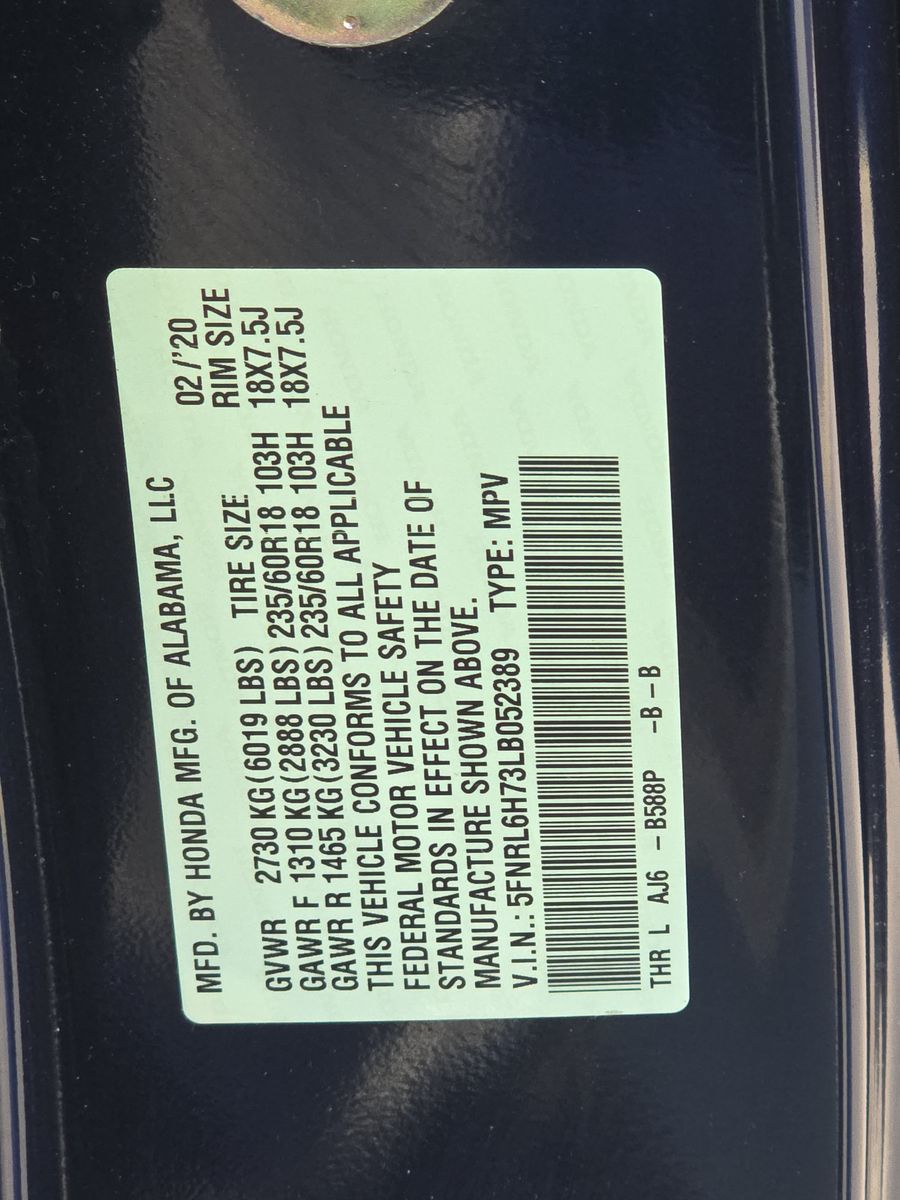 MFD. BY HONDA MFG. OF ALABAMA, LLC 02/'20
GVWR 2730 KG(6019 LBS) TIRE SIZE RIM SIZE
GAWR F 1310 KG(2888 LBS) 235/60R18 103H 18X7.5J
GAWR R 1465 KG(3230 LBS) 235/60R18 103H 18X7.5J
THIS VEHICLE CONFORMS TO ALL APPLICABLE
FEDERAL MOTOR VEHICLE SAFETY
STANDARDS IN EFFECT ON THE DATE OF
MANUFACTURE SHOWN ABOVE.
V.I.N.: 5FNRL6H73LB052389 TYPE: MPV
THR L AJ6 -B588P -B-B